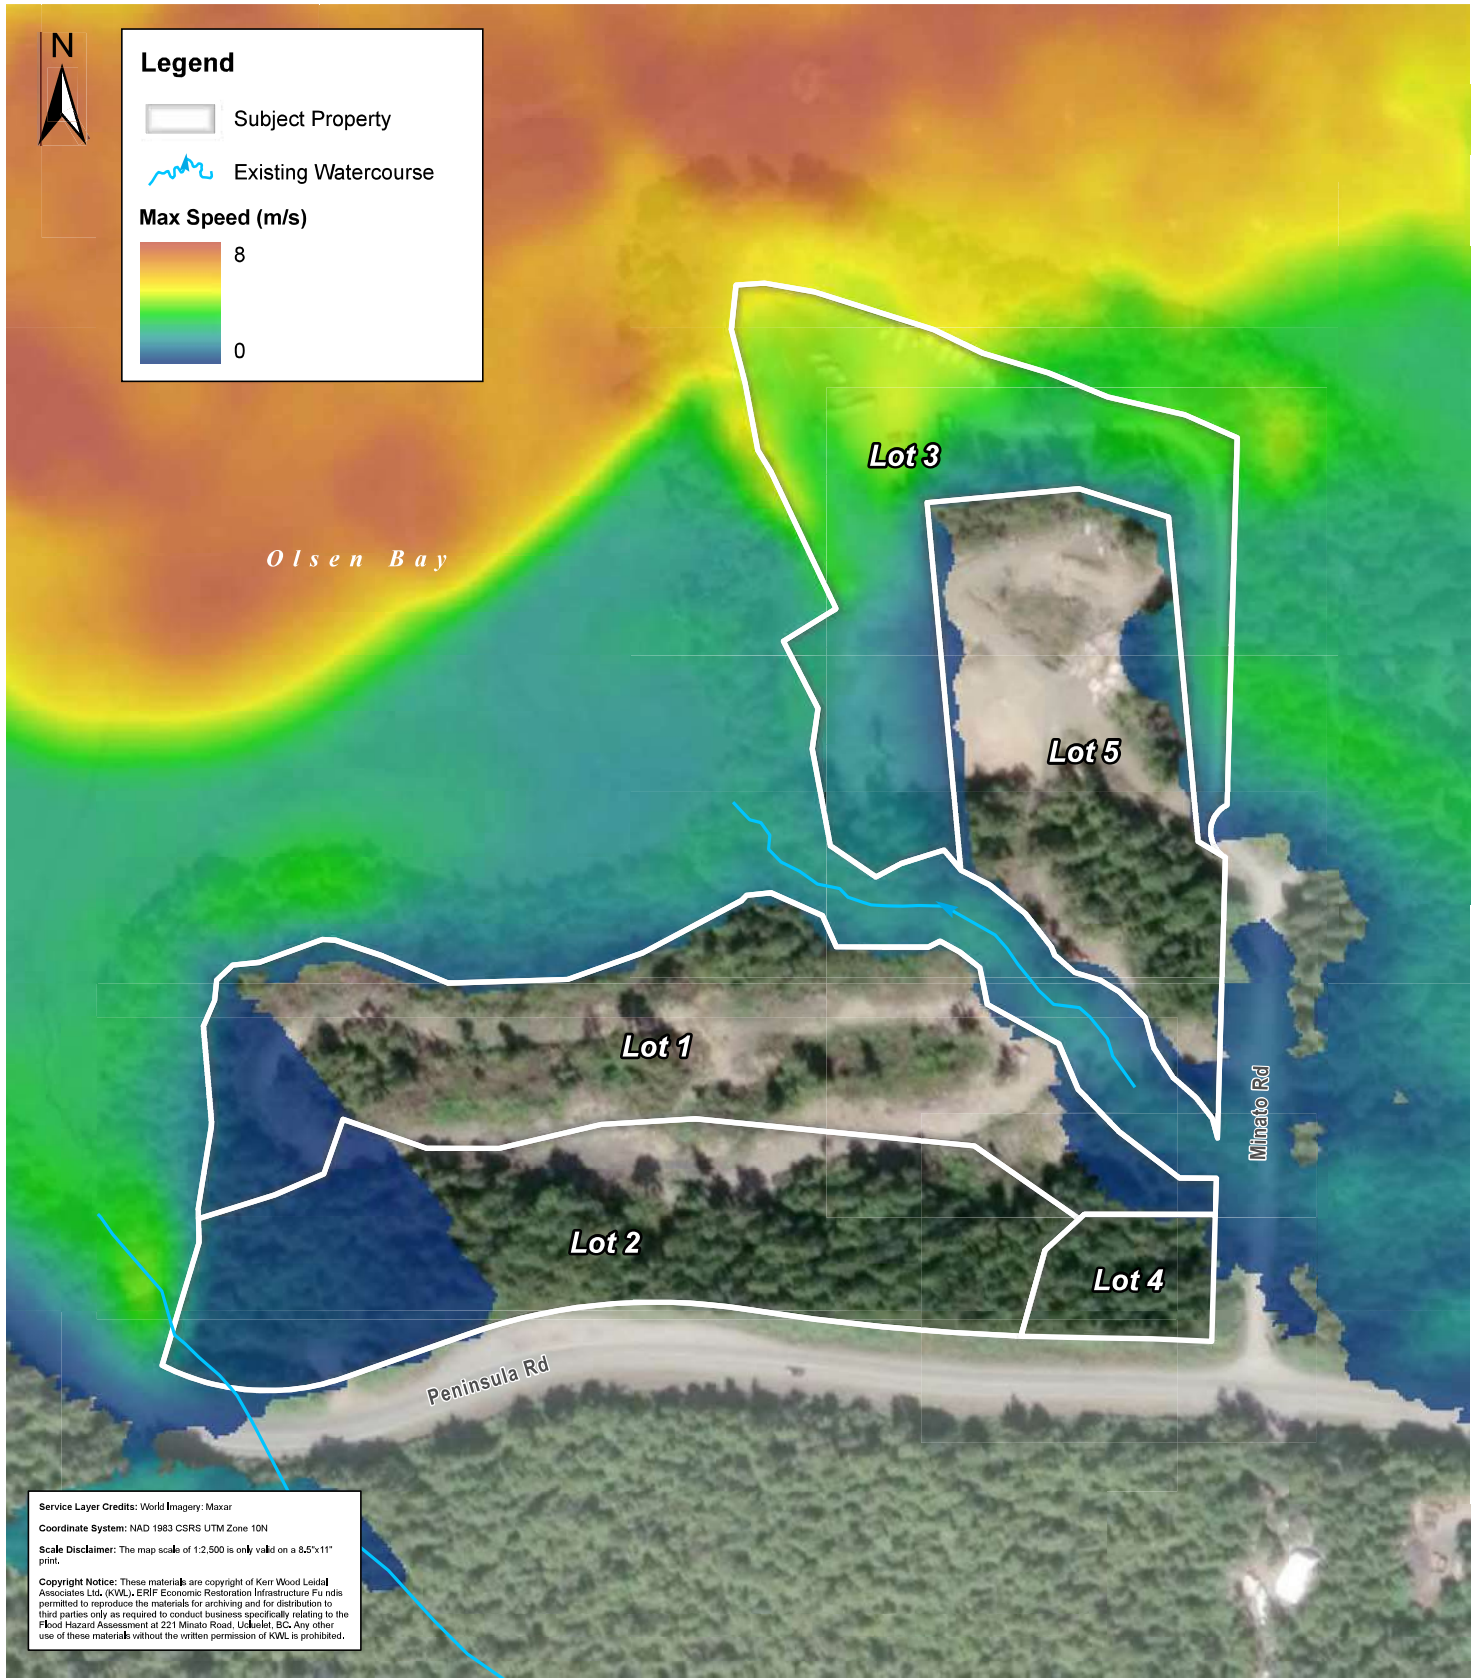 N
Legend
Subject Property
Existing Watercourse
Max Speed (m/s)
8
0
Lot 3
Olsen Bay
Lot 5
Lot 1
Minato Rd
Lot 2
Lot 4
Peninsula Rd
Service Layer Credits: World Imagery: Maxar
Coordinate System: NAD 1983 CSRS UTM Zone 10N
Scale Disclaimer: The map scale of 1:2,500 is only valid on a 8.5"x11"
print.
Copyright Notice: These materials are copyright of Kerr Wood Leidal
Associates Ltd. (KWL). ERIF Economic Restoration Infrastructure Fu ndis
permitted to reproduce the materials for archiving and for distribution to
third parties only as required to conduct business specifically relating to the
Flood Hazard Assessment at 221 Minato Road, Ucluelet, BC. Any other
use of these materials without the written permission of KWL is prohibited.